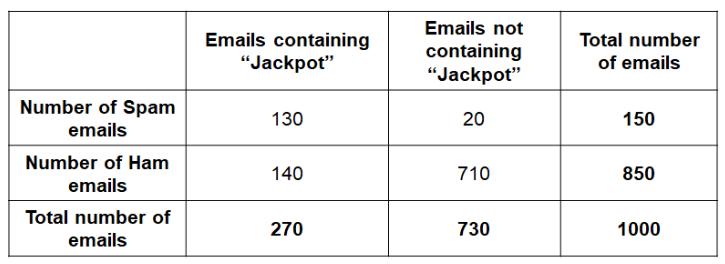 Emails containing “Jackpot”
Emails not containing “Jackpot”
Total number of emails
Number of Spam emails
130
20
150
Number of Ham emails
140
710
850
Total number of emails
270
730
1000